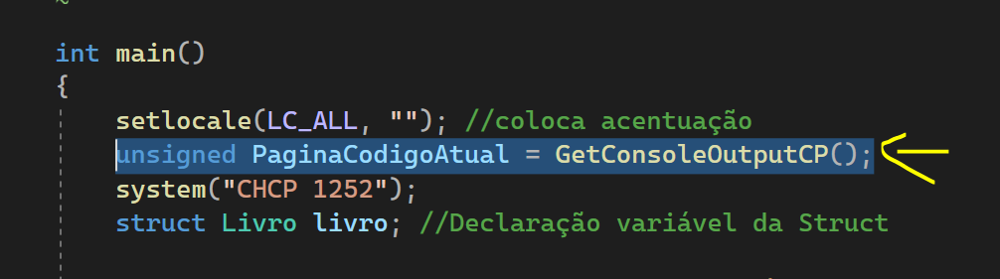 int main()
{
setlocale(LC_ALL, ""); //coloca acentuação
unsigned PaginaCodigoAtual = GetConsoleOutputCP();
system("CHCP 1252");
struct Livro livro; //Declaração variável da Struct